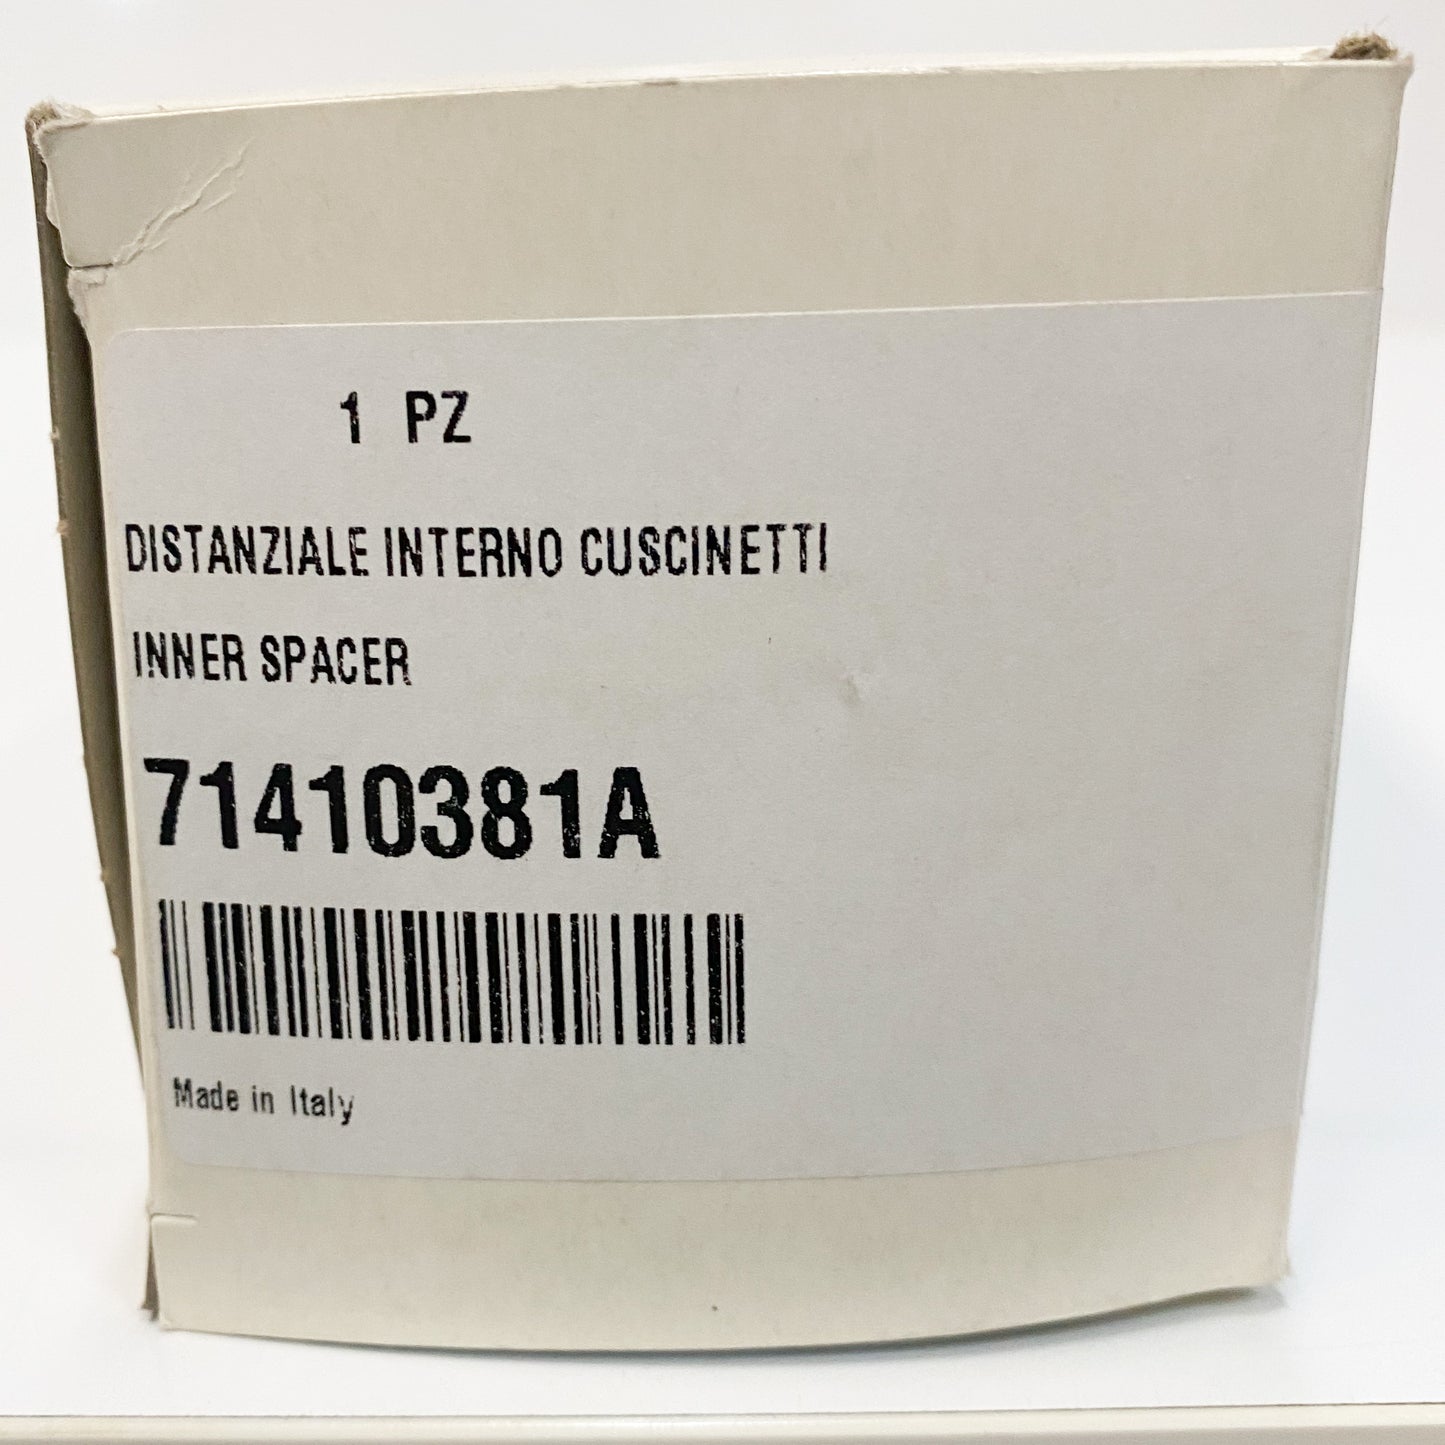 1 PZ
DISTANZIALE INTERNO CUSCINETTI
INNER SPACER
71410381A
Made in Italy